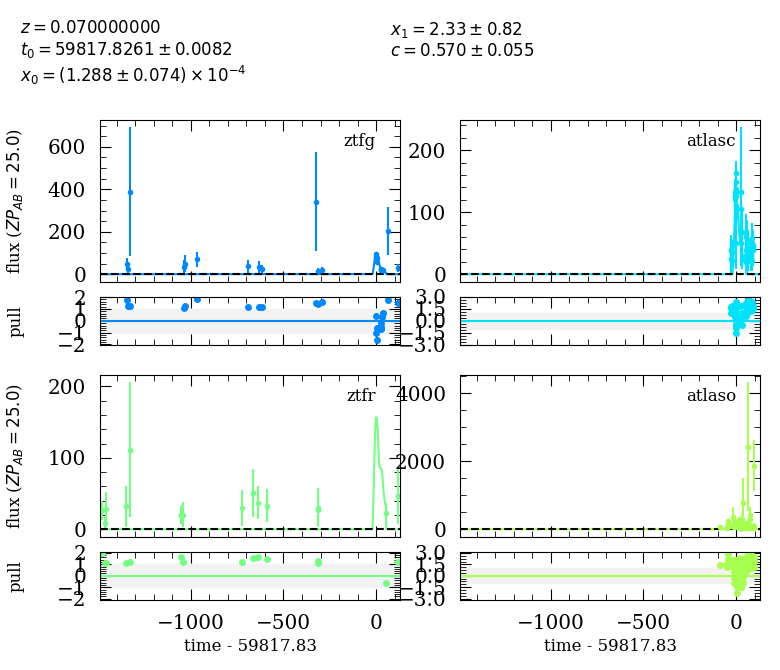 z = 0.070000000
t₀ = 59817.8261 ± 0.0082
x₀ = (1.288 ± 0.074) × 10⁻⁴
x₁ = 2.33 ± 0.82
c = 0.570 ± 0.055
flux (ZP_AB = 25.0)
600
400
200
0
ztfg
200
100
0
atlasc
pull
2
1
0
−1
−2
3.0
1.5
0.0
−1.5
−3.0
flux (ZP_AB = 25.0)
200
100
0
ztfr
4000
2000
0
atlaso
pull
2
1
0
−1
−2
3.0
1.5
0.0
−1.5
−3.0
−1000 −500 0
time - 59817.83
−1000 −500 0
time - 59817.83